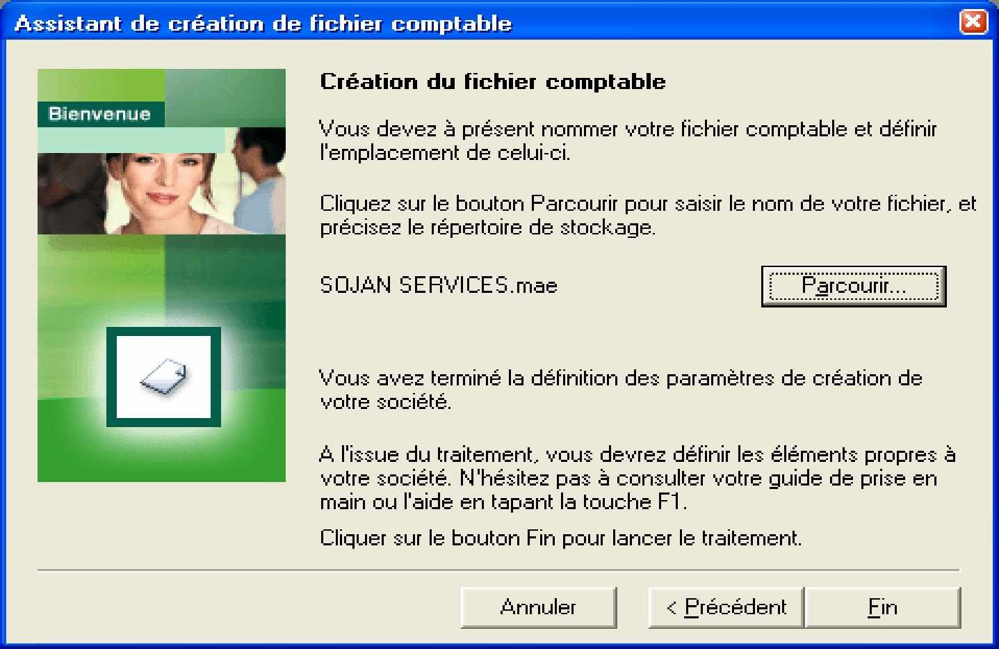 Assistant de création de fichier comptable
Bienvenue
Création du fichier comptable
Vous devez à présent nommer votre fichier comptable et définir
l'emplacement de celui-ci.
Cliquez sur le bouton Parcourir pour saisir le nom de votre fichier, et
précisez le répertoire de stockage.
SOJAN SERVICES.mae
Parcourir...
Vous avez terminé la définition des paramètres de création de
votre société.
A l'issue du traitement, vous devrez définir les éléments propres à
votre société. N'hésitez pas à consulter votre guide de prise en
main ou l'aide en tapant la touche F1.
Cliquer sur le bouton Fin pour lancer le traitement.
Annuler
< Précédent
Fin